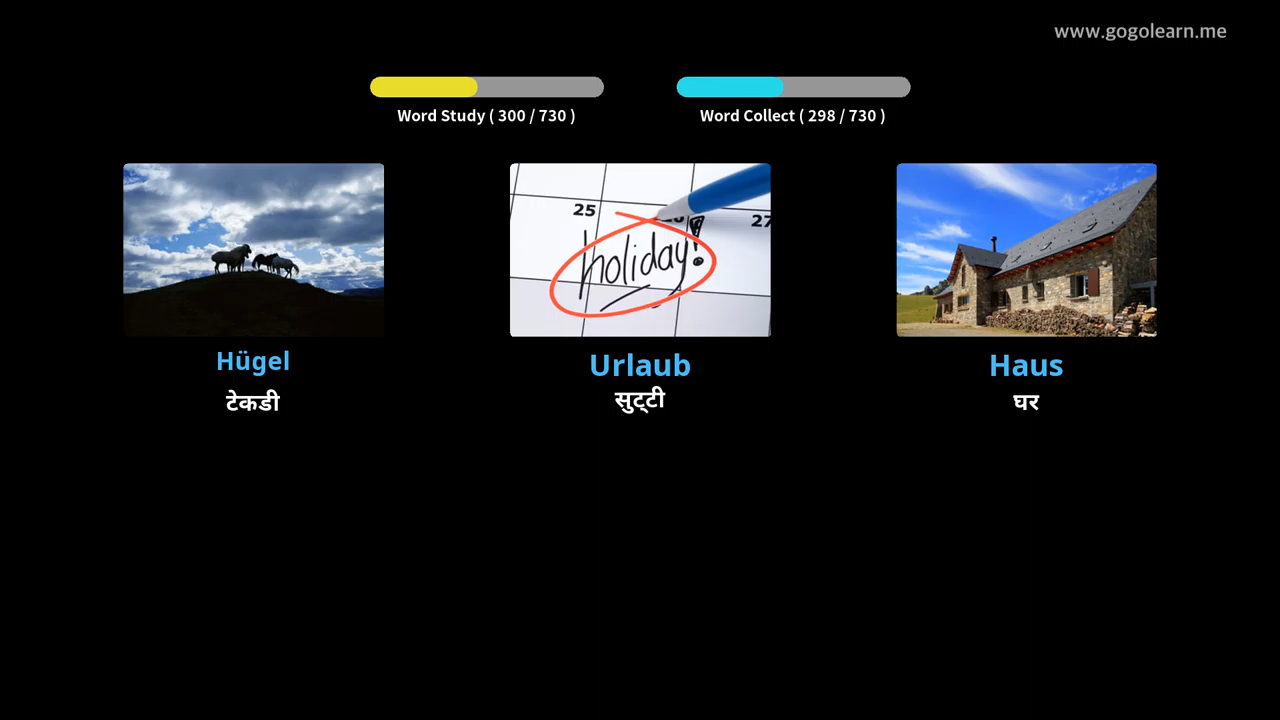 www.gogolearn.me
Word Study ( 300 / 730 )
Word Collect ( 298 / 730 )
25
27
holiday!
Hügel
Urlaub
Haus
टेकडी
सुट्टी
घर